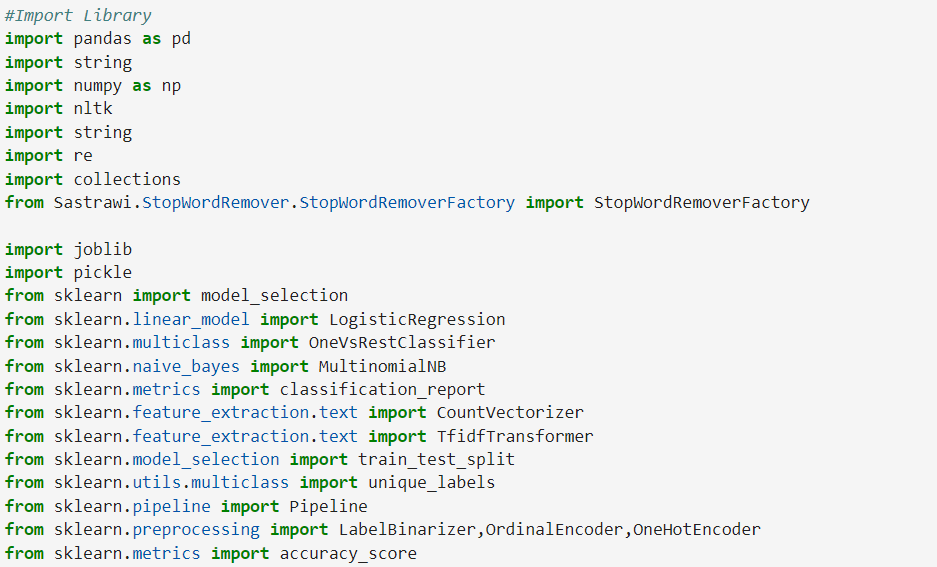 #Import Library
import pandas as pd
import string
import numpy as np
import nltk
import string
import re
import collections
from Sastrawi.StopWordRemover.StopWordRemoverFactory import StopWordRemoverFactory
import joblib
import pickle
from sklearn import model_selection
from sklearn.linear_model import LogisticRegression
from sklearn.multiclass import OneVsRestClassifier
from sklearn.naive_bayes import MultinomialNB
from sklearn.metrics import classification_report
from sklearn.feature_extraction.text import CountVectorizer
from sklearn.feature_extraction.text import TfidfTransformer
from sklearn.model_selection import train_test_split
from sklearn.utils.multiclass import unique_labels
from sklearn.pipeline import Pipeline
from sklearn.preprocessing import LabelBinarizer,OrdinalEncoder,OneHotEncoder
from sklearn.metrics import accuracy_score